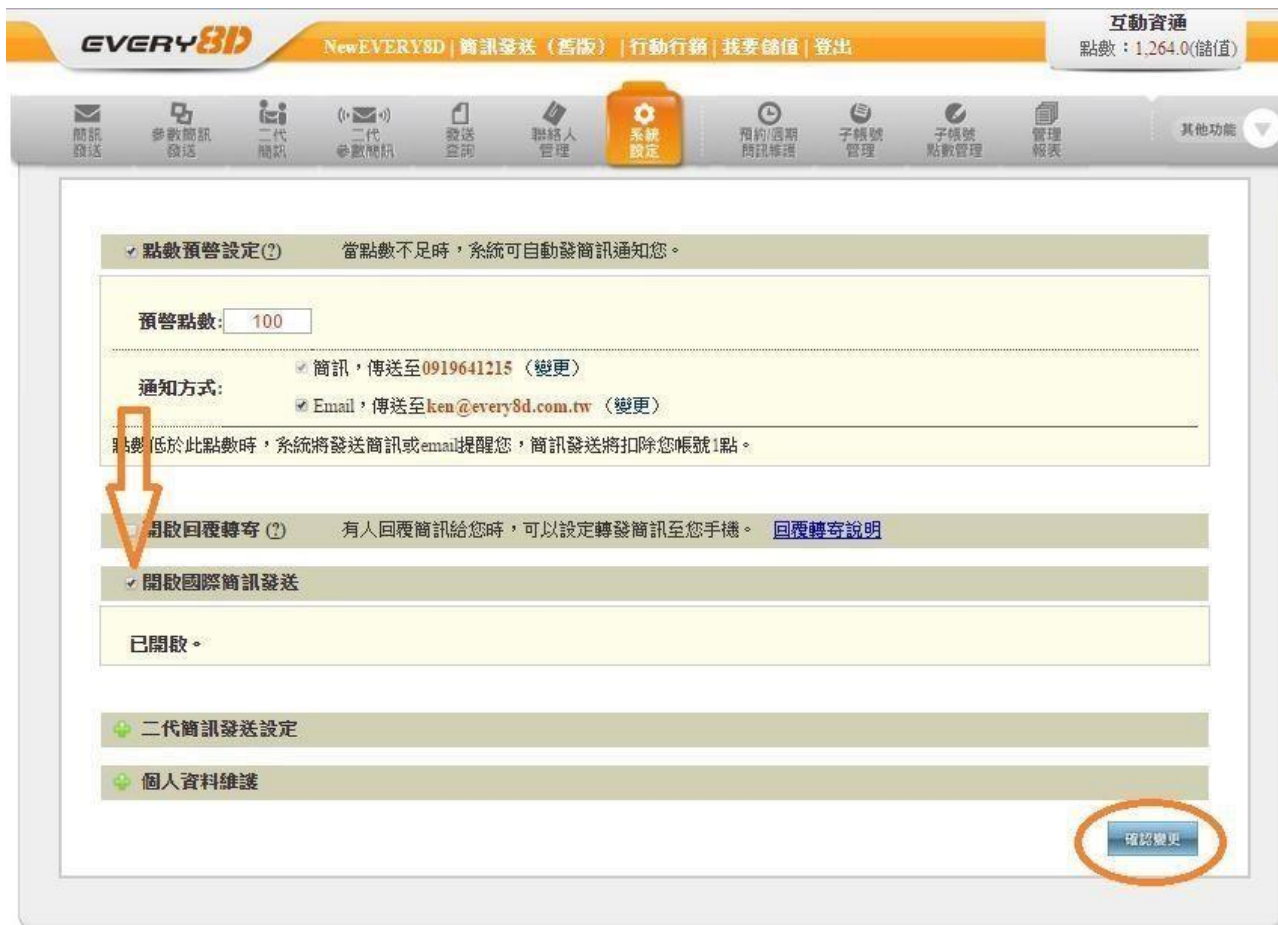 EVERY8D
NewEVERY8D | 簡訊發送（舊版） | 行動行銷 | 我要儲值 | 登出
互動資通
點數：1,264.0(儲值)
簡訊
發送
參數簡訊
發送
二代
簡訊
二代
參數簡訊
發送
查詢
聯絡人
管理
系統
設定
預約/週期
簡訊維護
子帳號
管理
子帳號
點數管理
管理
報表
其他功能
點數預警設定(?) 當點數不足時，系統可自動發簡訊通知您。
預警點數: 100
通知方式:
簡訊，傳送至0919641215（變更）
Email，傳送至ken@every8d.com.tw（變更）
點數低於此點數時，系統將發送簡訊或email提醒您，簡訊發送將扣除您帳號1點。
開啟回覆轉寄 (?) 有人回覆簡訊給您時，可以設定轉發簡訊至您手機。 回覆轉寄說明
開啟國際簡訊發送
已開啟。
二代簡訊發送設定
個人資料維護
確認變更